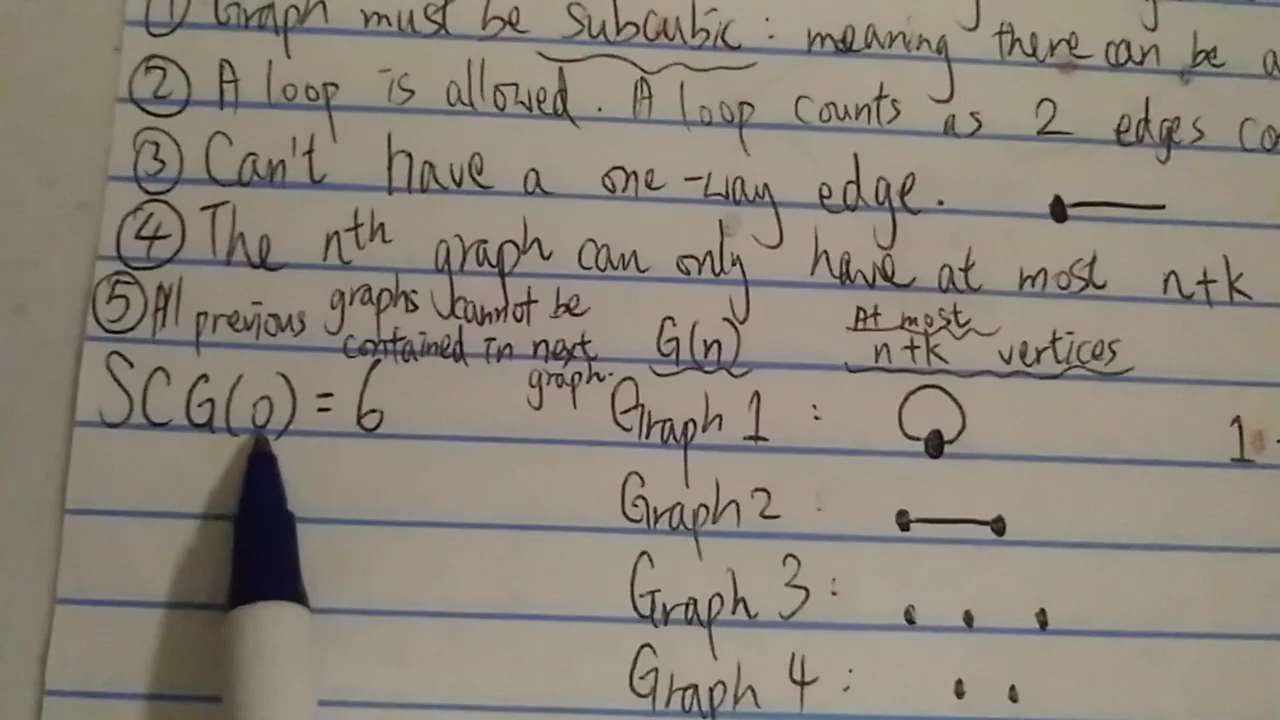 ① Graph must be subcubic: meaning there can be a
② A loop is allowed. A loop counts as 2 edges co
③ Can't have a one-way edge.
④ The nth graph can only have at most n+k
⑤ All previous graphs cannot be
contained in next
graph.
G(n)
At most
n+k vertices
SCG(0) = 6
Graph 1 :
1
Graph 2 :
Graph 3 :
Graph 4 :